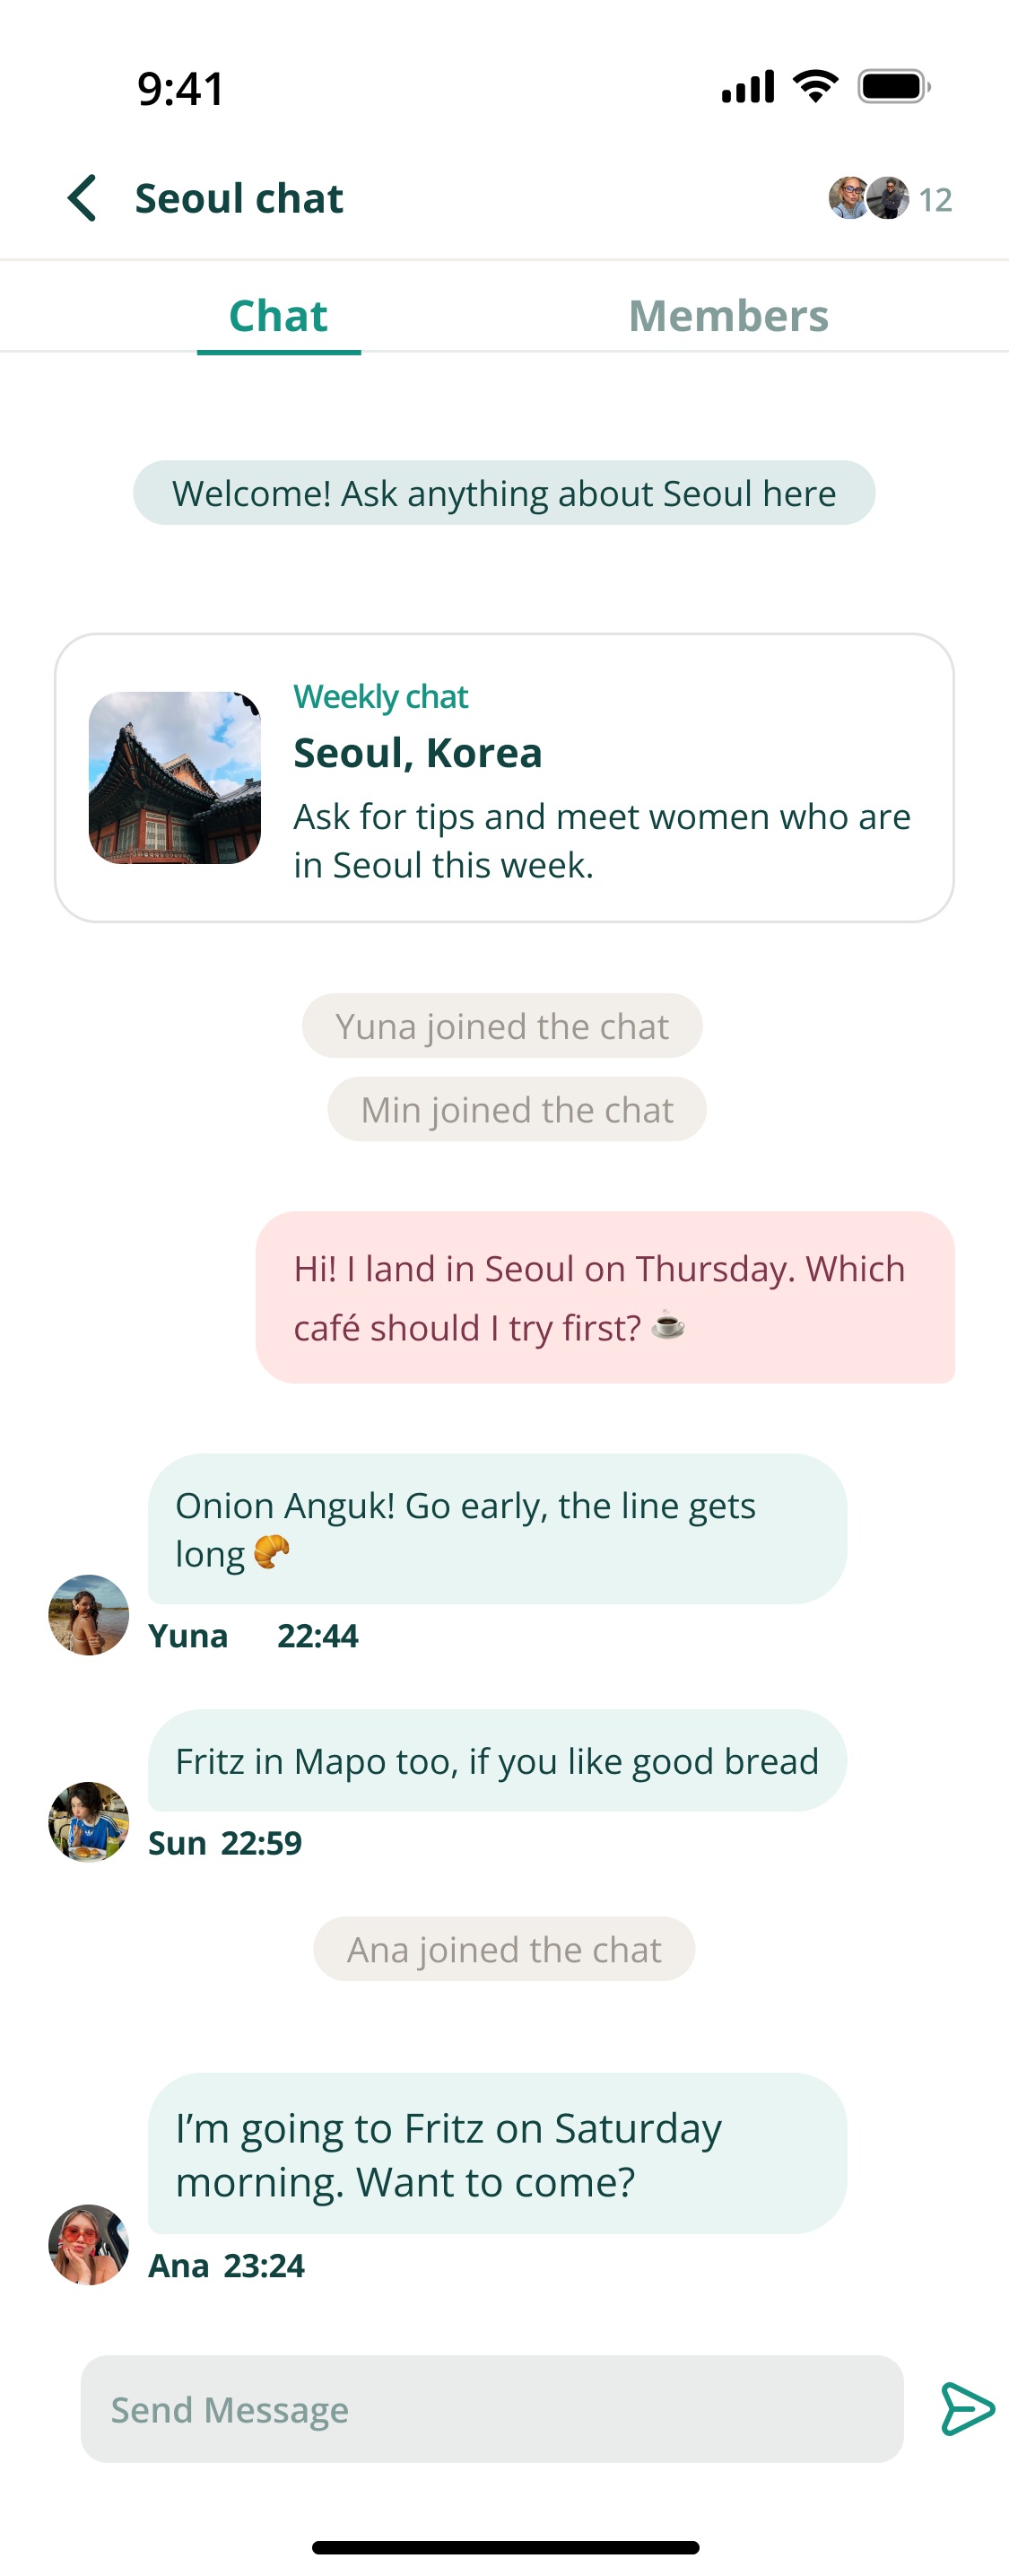 9:41
Seoul chat
12
Chat
Members
Welcome! Ask anything about Seoul here
Weekly chat
Seoul, Korea
Ask for tips and meet women who are
in Seoul this week.
Yuna joined the chat
Min joined the chat
Hi! I land in Seoul on Thursday. Which
café should I try first? ☕
Onion Anguk! Go early, the line gets
long 🥐
Yuna 22:44
Fritz in Mapo too, if you like good bread
Sun 22:59
Ana joined the chat
I’m going to Fritz on Saturday
morning. Want to come?
Ana 23:24
Send Message